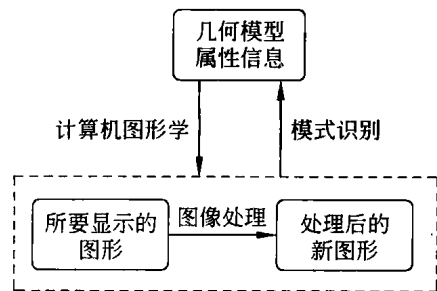 几何模型
属性信息
计算机图形学
模式识别
所要显示的
图形
图像处理
处理后的
新图形